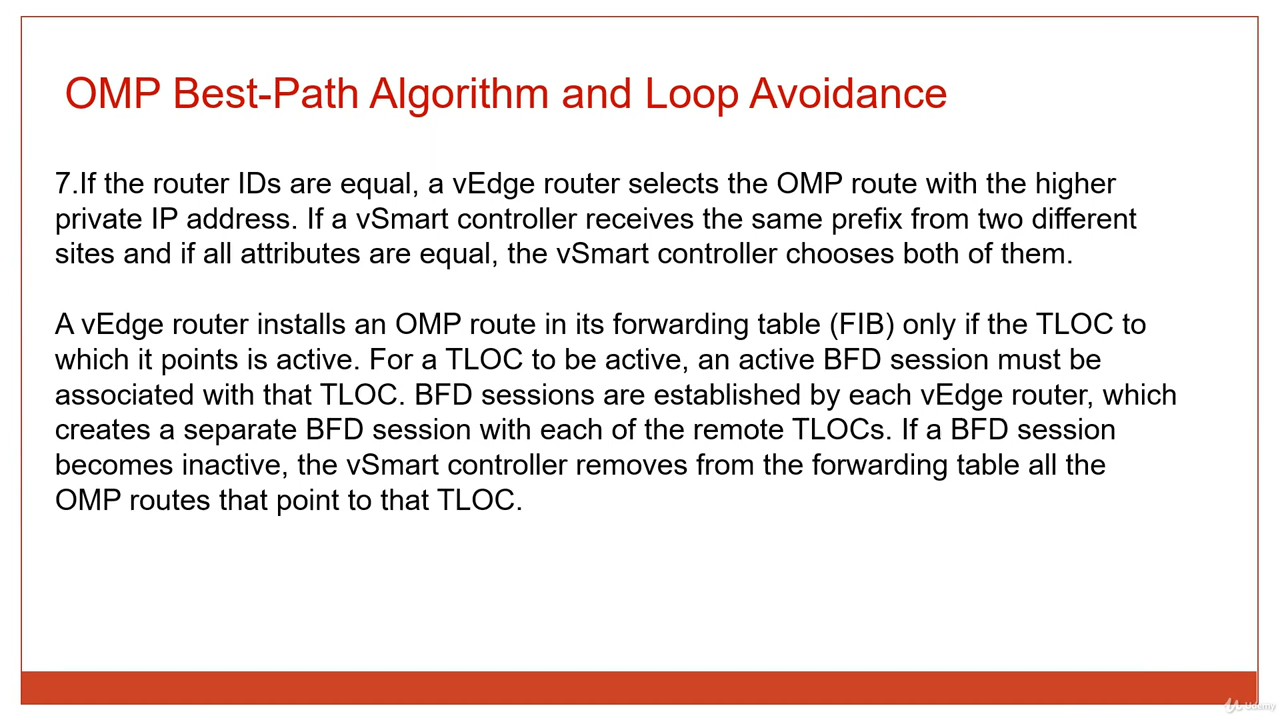 OMP Best-Path Algorithm and Loop Avoidance
7.If the router IDs are equal, a vEdge router selects the OMP route with the higher
private IP address. If a vSmart controller receives the same prefix from two different
sites and if all attributes are equal, the vSmart controller chooses both of them.
A vEdge router installs an OMP route in its forwarding table (FIB) only if the TLOC to
which it points is active. For a TLOC to be active, an active BFD session must be
associated with that TLOC. BFD sessions are established by each vEdge router, which
creates a separate BFD session with each of the remote TLOCs. If a BFD session
becomes inactive, the vSmart controller removes from the forwarding table all the
OMP routes that point to that TLOC.
Udemy